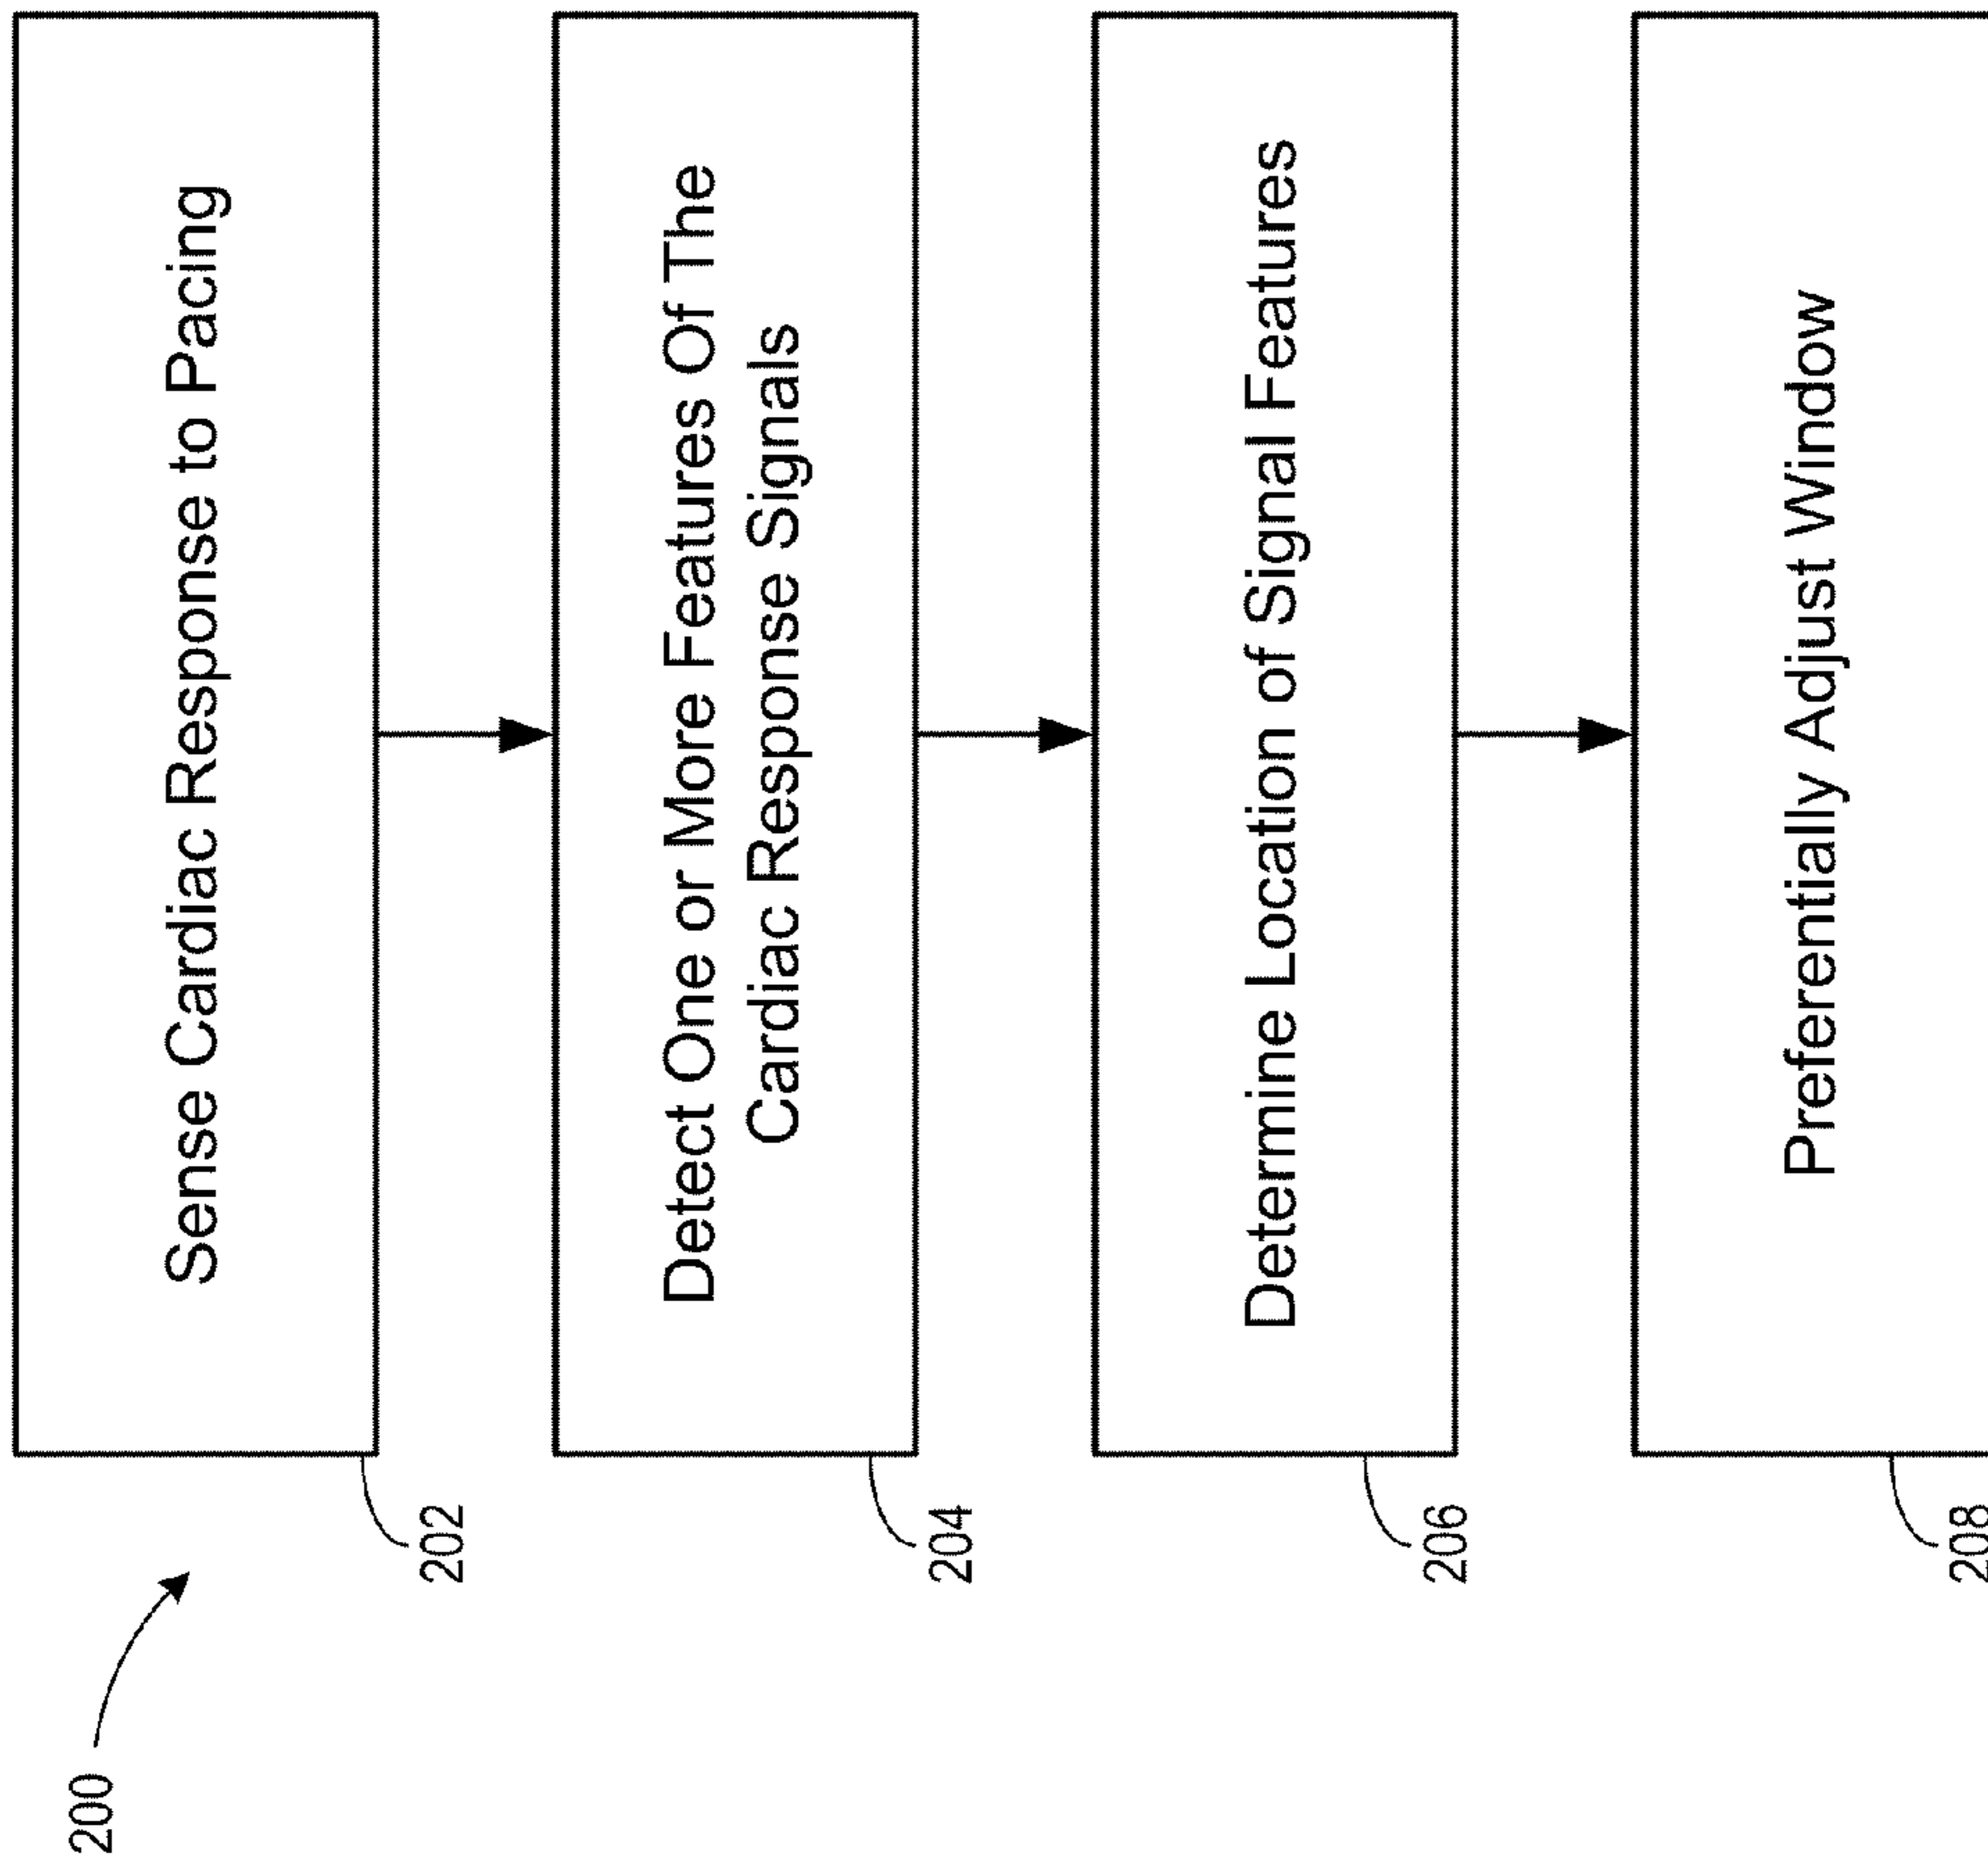 200
Sense Cardiac Response to Pacing
202
Detect One or More Features Of The
Cardiac Response Signals
204
Determine Location of Signal Features
206
Preferentially Adjust Window
208